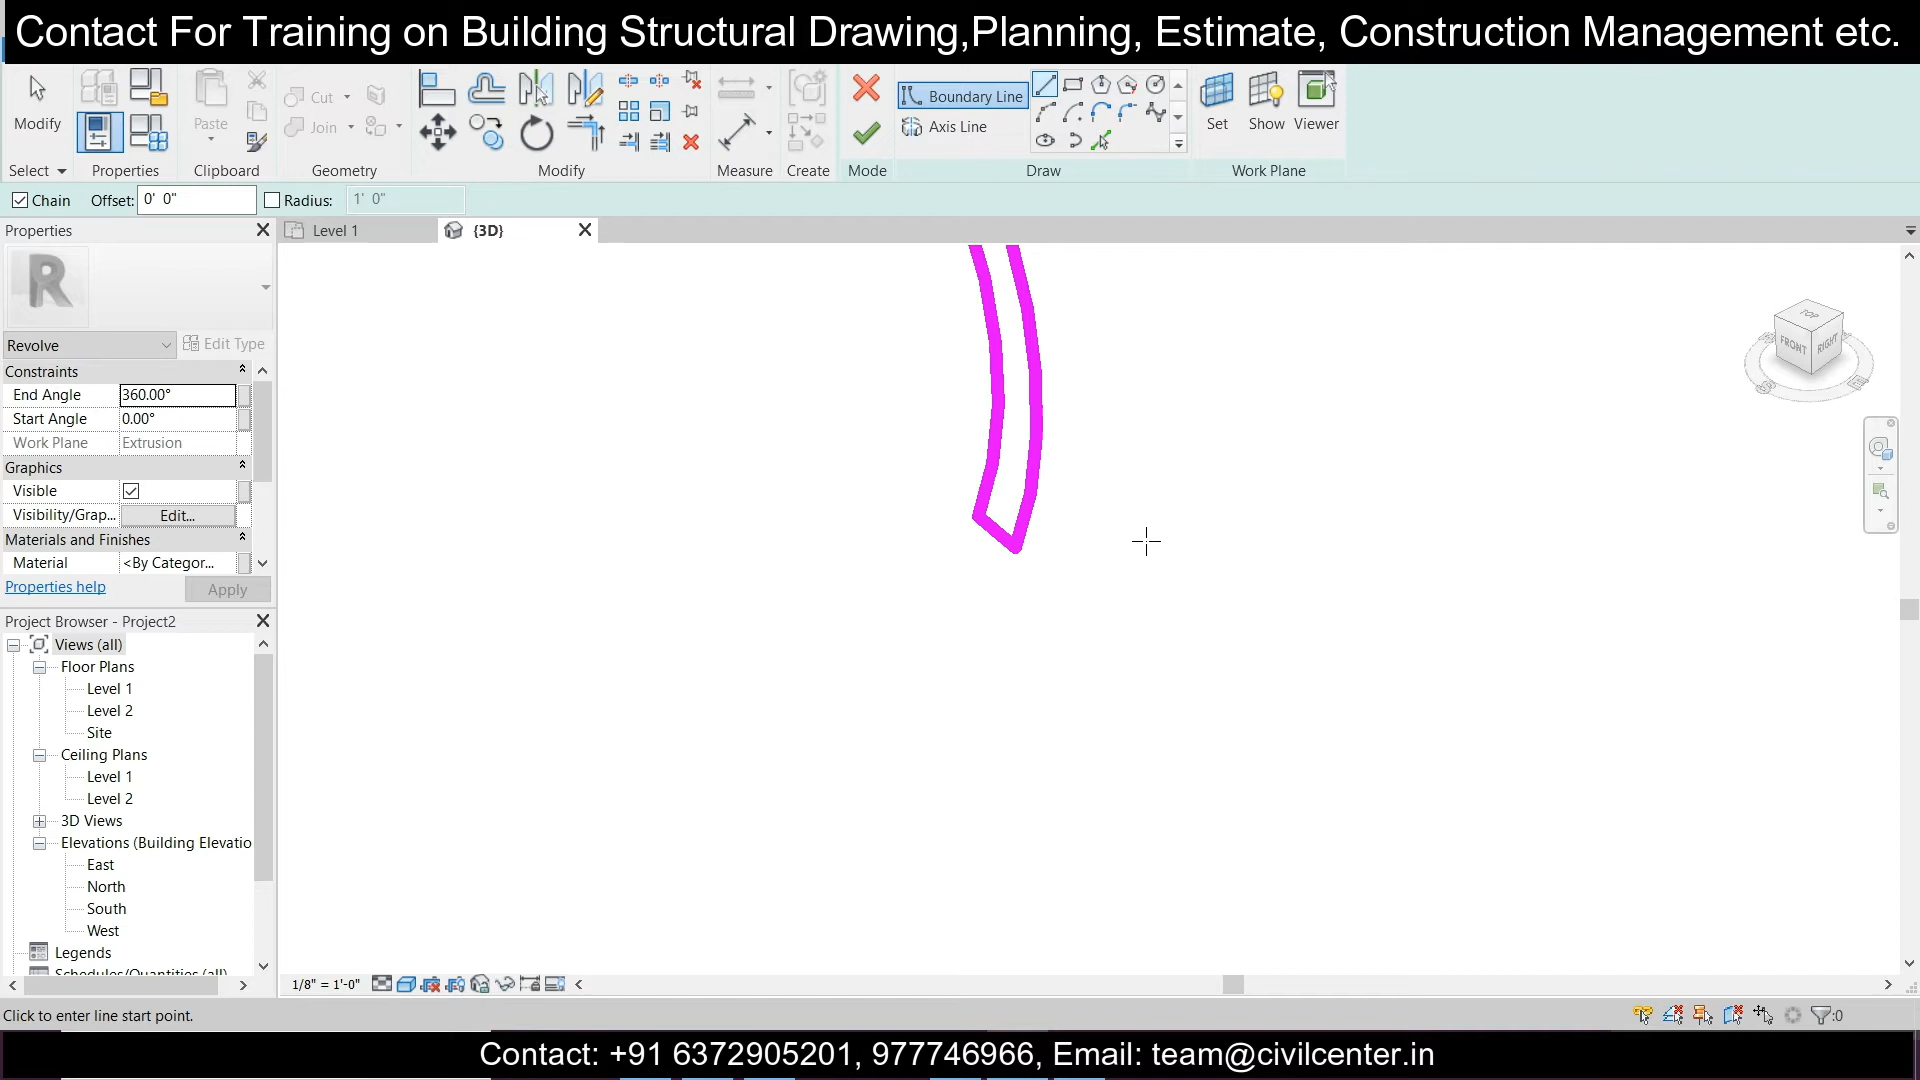 Contact For Training on Building Structural Drawing,Planning, Estimate, Construction Management etc.
Modify
Paste
Cut
Join
Boundary Line
Axis Line
Set
Show
Viewer
Select
Properties
Clipboard
Geometry
Modify
Measure
Create
Mode
Draw
Work Plane
Chain
Offset:
0' 0"
Radius:
1' 0"
Properties
Level 1
{3D}
R
TOP
FRONT
RIGHT
Revolve
Edit Type
Constraints
End Angle
360.00°
Start Angle
0.00°
Work Plane
Extrusion
Graphics
Visible
Visibility/Grap...
Edit...
Materials and Finishes
Material
<By Categor...
Properties help
Apply
Project Browser - Project2
Views (all)
Floor Plans
Level 1
Level 2
Site
Ceiling Plans
Level 1
Level 2
3D Views
Elevations (Building Elevatio
East
North
South
West
Legends
Schedules/Quantities (all)
1/8" = 1'-0"
Click to enter line start point.
:0
Contact: +91 6372905201, 977746966, Email: team@civilcenter.in